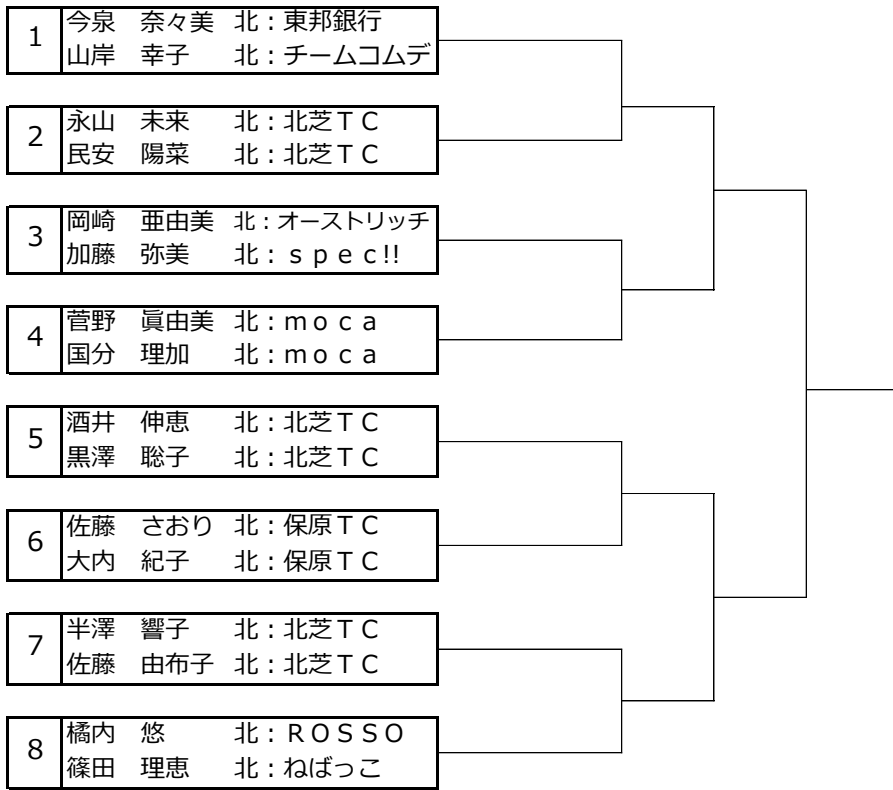 1
今泉 奈々美 北：東邦銀行
山岸 幸子 北：チームコムデ
2
永山 未来 北：北芝ＴＣ
民安 陽菜 北：北芝ＴＣ
3
岡崎 亜由美 北：オーストリッチ
加藤 弥美 北：ｓｐｅｃ!!
4
菅野 眞由美 北：ｍｏｃａ
国分 理加 北：ｍｏｃａ
5
酒井 伸恵 北：北芝ＴＣ
黒澤 聡子 北：北芝ＴＣ
6
佐藤 さおり 北：保原ＴＣ
大内 紀子 北：保原ＴＣ
7
半澤 響子 北：北芝ＴＣ
佐藤 由布子 北：北芝ＴＣ
8
橘内 悠 北：ＲＯＳＳＯ
篠田 理恵 北：ねばっこ